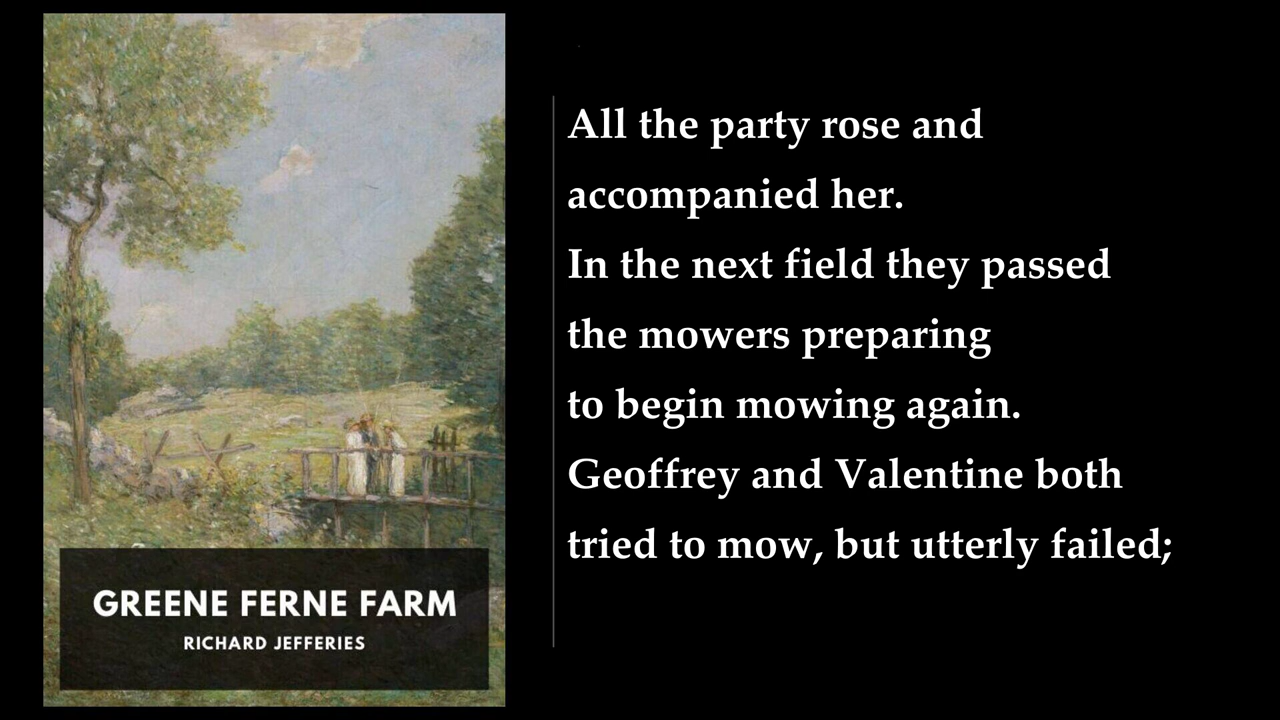 GREENE FERNE FARM
RICHARD JEFFERIES
All the party rose and
accompanied her.
In the next field they passed
the mowers preparing
to begin mowing again.
Geoffrey and Valentine both
tried to mow, but utterly failed;